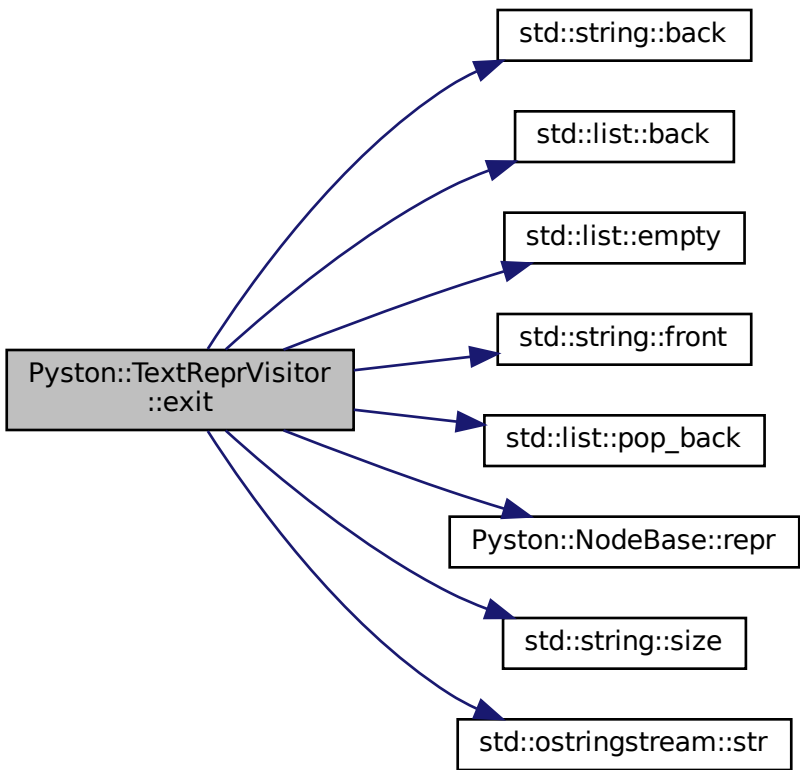 std::string::back
std::list::back
std::list::empty
std::string::front
Pyston::TextReprVisitor
::exit
std::list::pop_back
Pyston::NodeBase::repr
std::string::size
std::ostringstream::str